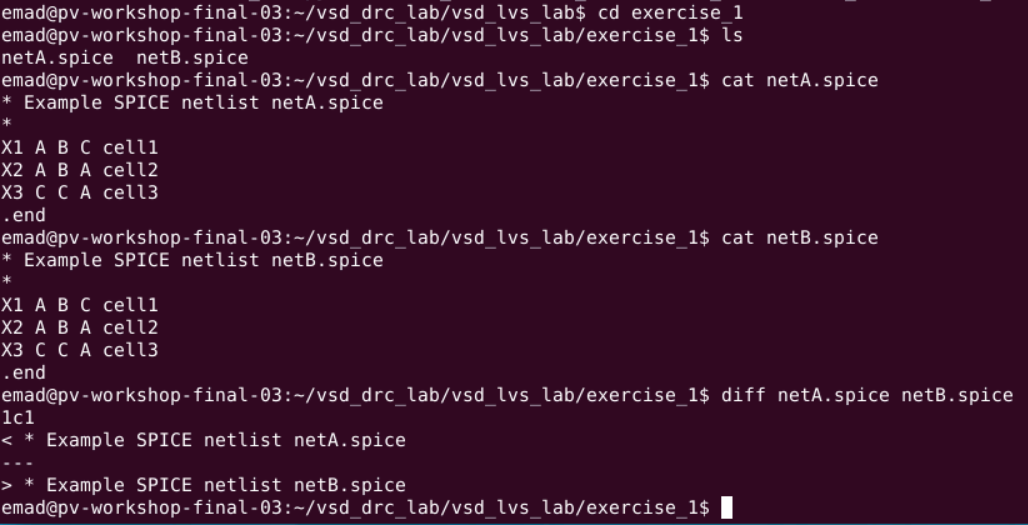 emad@pv-workshop-final-03:~/vsd_drc_lab/vsd_lvs_lab$ cd exercise_1
emad@pv-workshop-final-03:~/vsd_drc_lab/vsd_lvs_lab/exercise_1$ ls
netA.spice  netB.spice
emad@pv-workshop-final-03:~/vsd_drc_lab/vsd_lvs_lab/exercise_1$ cat netA.spice
* Example SPICE netlist netA.spice
*
X1 A B C cell1
X2 A B A cell2
X3 C C A cell3
.end
emad@pv-workshop-final-03:~/vsd_drc_lab/vsd_lvs_lab/exercise_1$ cat netB.spice
* Example SPICE netlist netB.spice
*
X1 A B C cell1
X2 A B A cell2
X3 C C A cell3
.end
emad@pv-workshop-final-03:~/vsd_drc_lab/vsd_lvs_lab/exercise_1$ diff netA.spice netB.spice
1c1
< * Example SPICE netlist netA.spice
---
> * Example SPICE netlist netB.spice
emad@pv-workshop-final-03:~/vsd_drc_lab/vsd_lvs_lab/exercise_1$